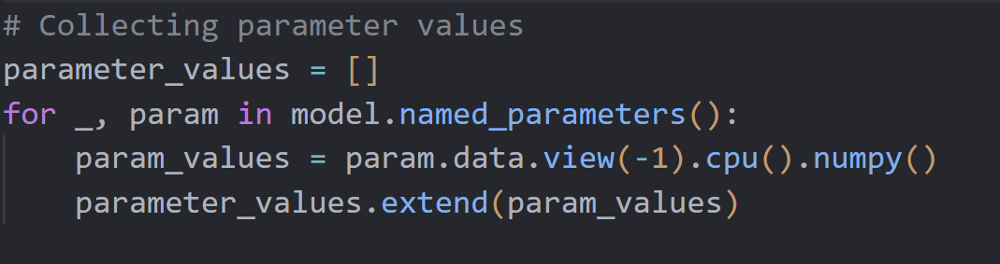 # Collecting parameter values
parameter_values = []
for _, param in model.named_parameters():
    param_values = param.data.view(-1).cpu().numpy()
    parameter_values.extend(param_values)